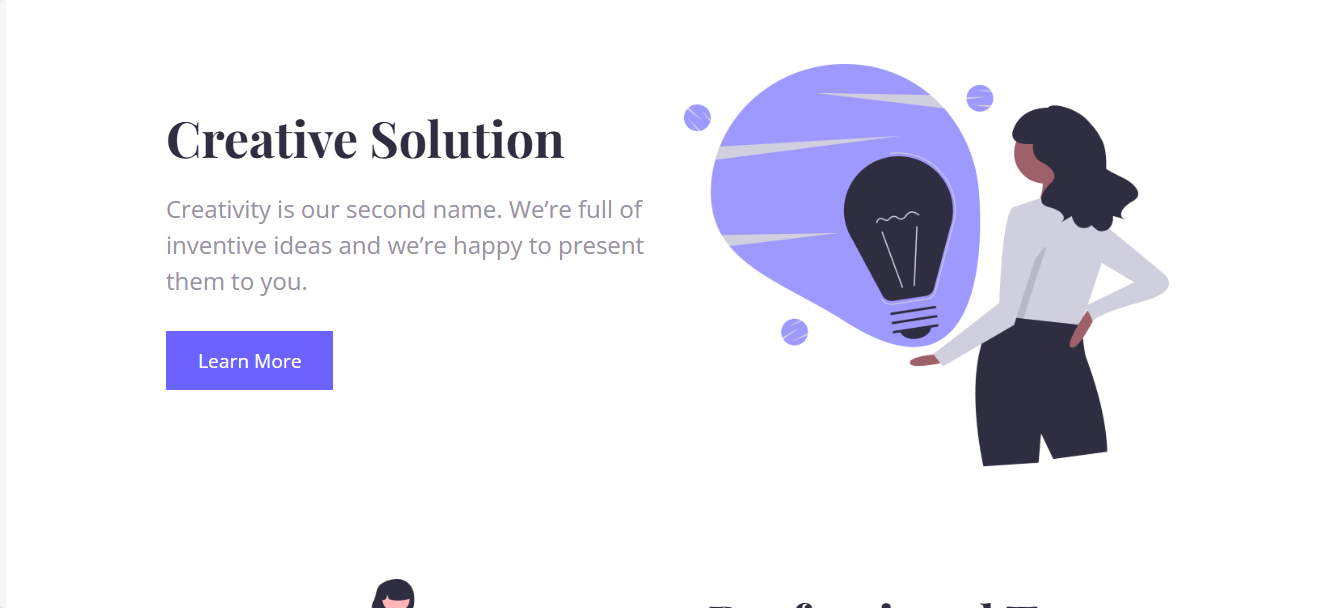 Creative Solution
Creativity is our second name. We’re full of
inventive ideas and we’re happy to present
them to you.
Learn More